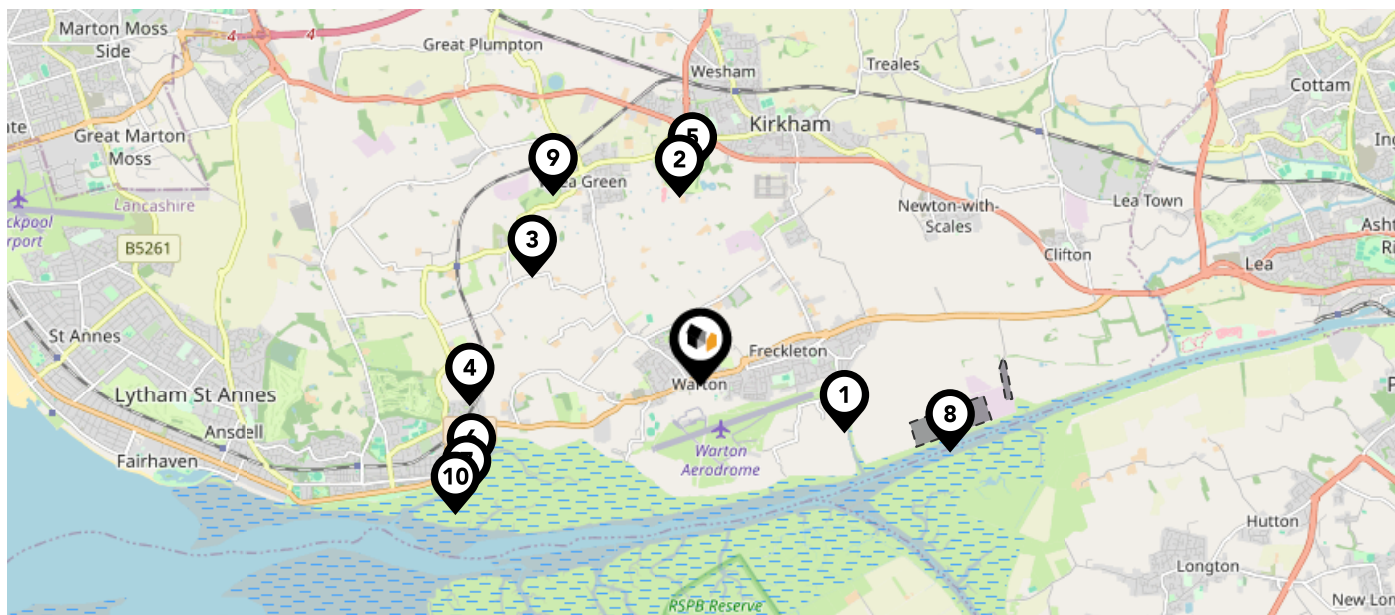 Marton Moss
Side
4
4
Great Plumpton
Wesham
Treales
Cottam
Great Marton
Moss
Kirkham
5
2
9
Lancashire
B5261
3
Newton-with-
Scales
Lea Town
Clifton
Lea
St Annes
Lytham St Annes
Ansdell
Fairhaven
4
Freckleton
Warton
1
8
Warton
Aerodrome
10
Hutton
Longton
RSPB Reserve